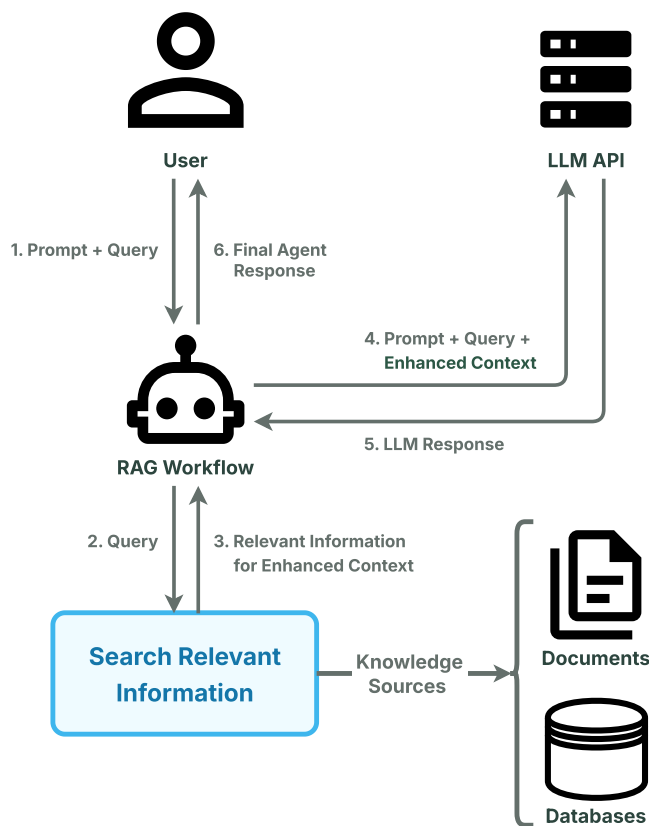 User
LLM API
1. Prompt + Query
6. Final Agent
Response
4. Prompt + Query +
Enhanced Context
5. LLM Response
RAG Workflow
2. Query
3. Relevant Information
for Enhanced Context
Search Relevant
Information
Knowledge
Sources
Documents
Databases